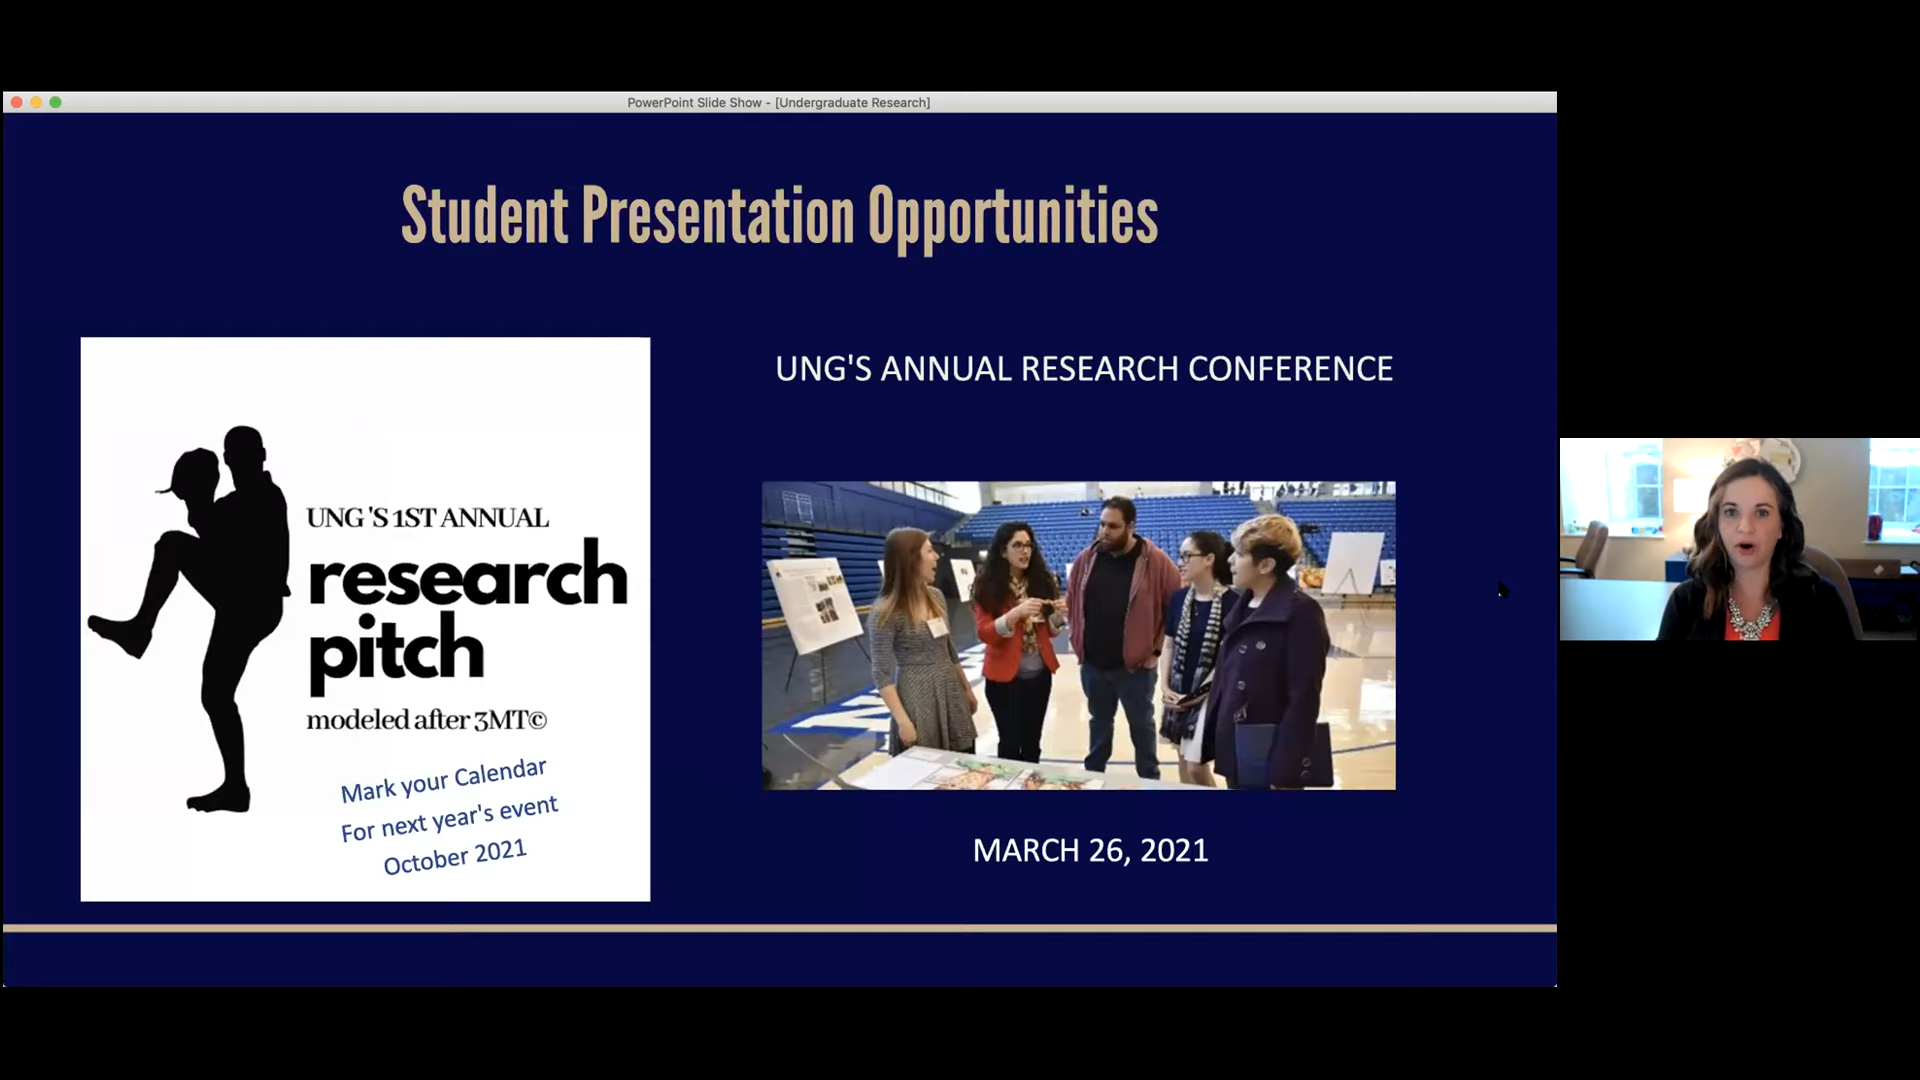 PowerPoint Slide Show - [Undergraduate Research]
Student Presentation Opportunities
UNG 'S 1ST ANNUAL
research
pitch
modeled after 3MT©
Mark your Calendar
For next year's event
October 2021
UNG'S ANNUAL RESEARCH CONFERENCE
MARCH 26, 2021